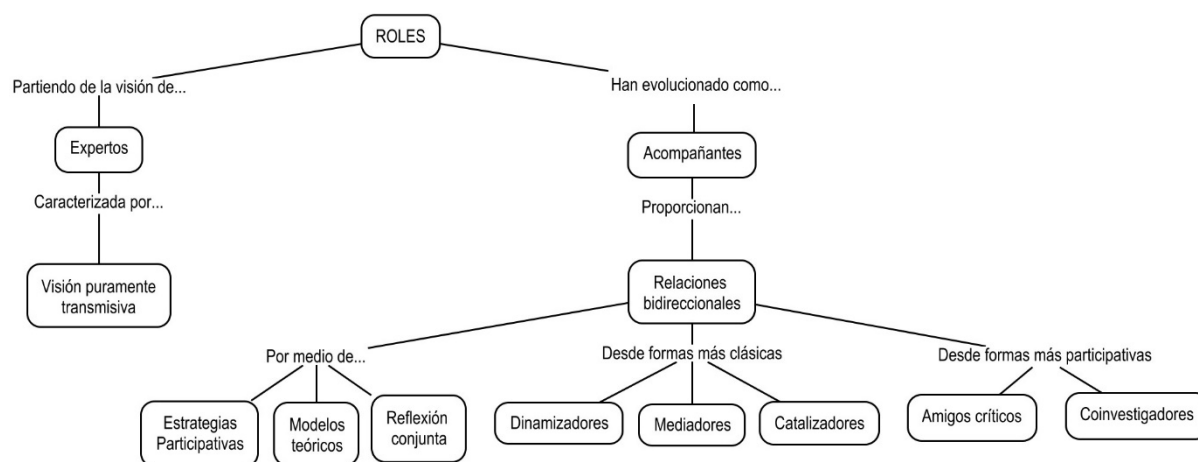 ROLES
Partiendo de la visión de...
Han evolucionado como...
Expertos
Acompañantes
Caracterizada por...
Proporcionan...
Visión puramente
transmisiva
Relaciones
bidireccionales
Por medio de...
Desde formas más clásicas
Desde formas más participativas
Estrategias
Participativas
Modelos
teóricos
Reflexión
conjunta
Dinamizadores
Mediadores
Catalizadores
Amigos críticos
Coinvestigadores